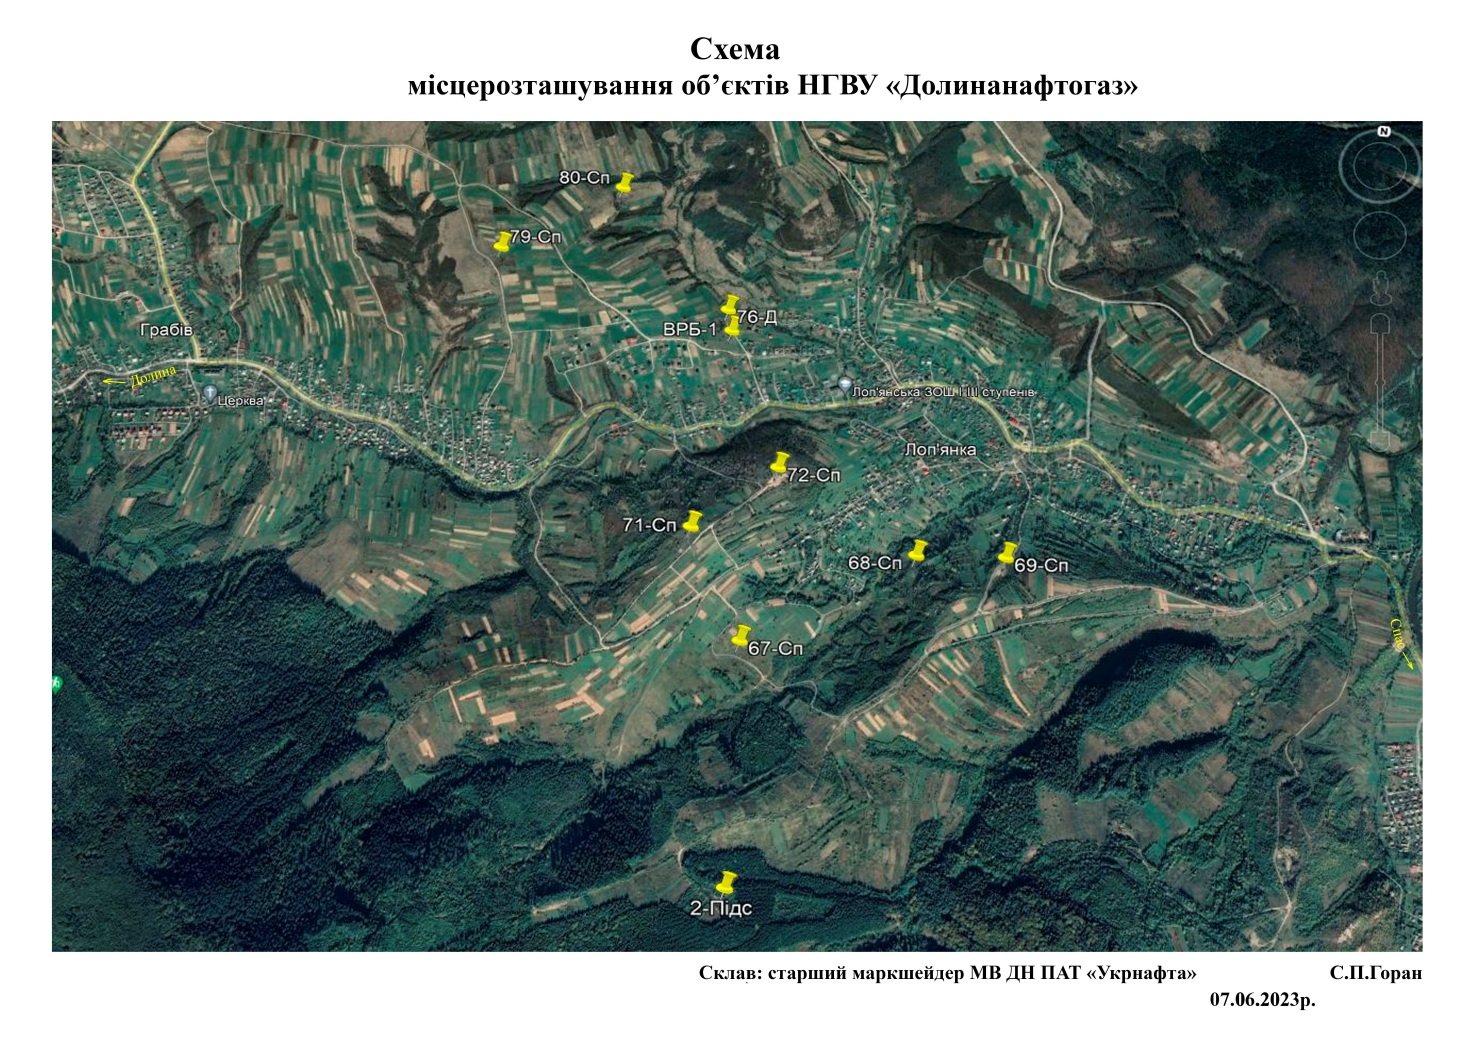 Схема
місцерозташування об’єктів НГВУ «Долинанафтогаз»
N
80-Сп
79-Сп
76-Д
ВРБ-1
Грабів
Долина
Церква
Лоп'янська ЗОШ І ІІІ ступенів
Лоп'янка
72-Сп
71-Сп
68-Сп
69-Сп
Спас
67-Сп
2-Підс
Склав: старший маркшейдер МВ ДН ПАТ «Укрнафта» С.П.Горан
07.06.2023р.